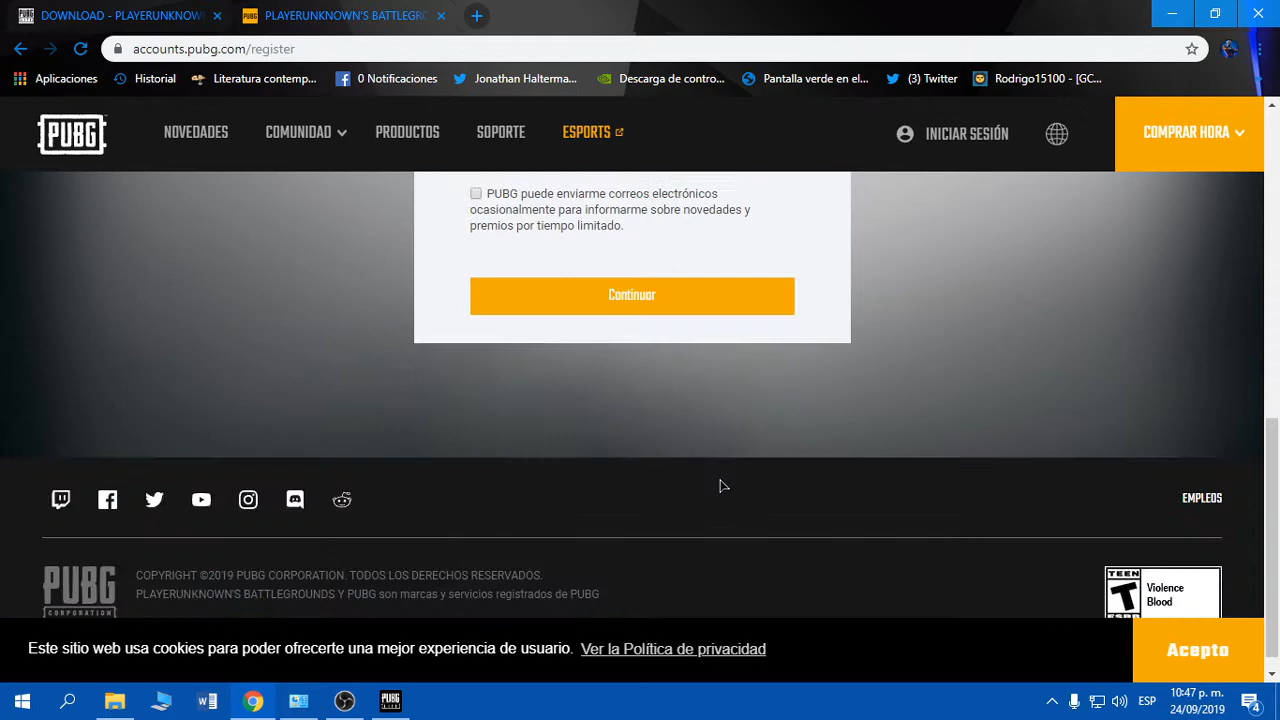 DOWNLOAD - PLAYERUNKNOWN
PLAYERUNKNOWN'S BATTLEGRO
accounts.pubg.com/register
Aplicaciones
Historial
Literatura contemp...
0 Notificaciones
Jonathan Halterma...
Descarga de contro...
Pantalla verde en el...
(3) Twitter
Rodrigo15100 - [GC...
PUBG
NOVEDADES
COMUNIDAD
PRODUCTOS
SOPORTE
ESPORTS
INICIAR SESIÓN
COMPRAR HORA
PUBG puede enviarme correos electrónicos
ocasionalmente para informarme sobre novedades y
premios por tiempo limitado.
Continuar
EMPLEOS
PUBG
CORPORATION
COPYRIGHT ©2019 PUBG CORPORATION. TODOS LOS DERECHOS RESERVADOS.
PLAYERUNKNOWN'S BATTLEGROUNDS Y PUBG son marcas y servicios registrados de PUBG
TEEN
T
Violence
Blood
Este sitio web usa cookies para poder ofrecerte una mejor experiencia de usuario. Ver la Política de privacidad
Acepto
ESP
10:47 p. m.
24/09/2019
4